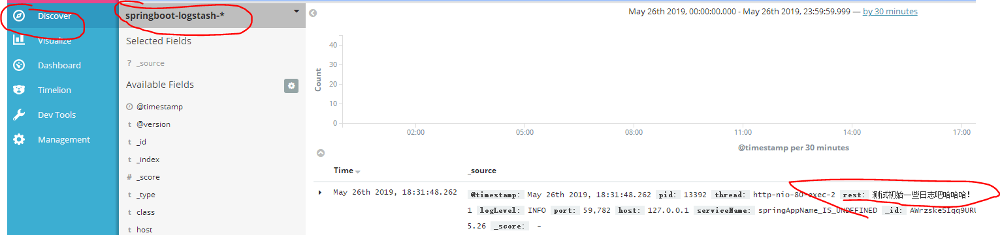 Discover
Visualize
Dashboard
Timelion
Dev Tools
Management
springboot-logstash-*
Selected Fields
? _source
Available Fields
@timestamp
t @version
t _id
t _index
# _score
t _type
t class
t host
May 26th 2019, 00:00:00.000 - May 26th 2019, 23:59:59.999 — by 30 minutes
Count
40
30
20
10
0
02:00 05:00 08:00 11:00 14:00 17:00
@timestamp per 30 minutes
Time _source
May 26th 2019, 18:31:48.262 @timestamp: May 26th 2019, 18:31:48.262 pid: 13392 thread: http-nio-80-exec-2 rest: 测试初始一些日志吧哈哈哈!
1 logLevel: INFO port: 59,782 host: 127.0.0.1 serviceName: springAppName_IS_UNDEFINED _id:
5.26 _score: -